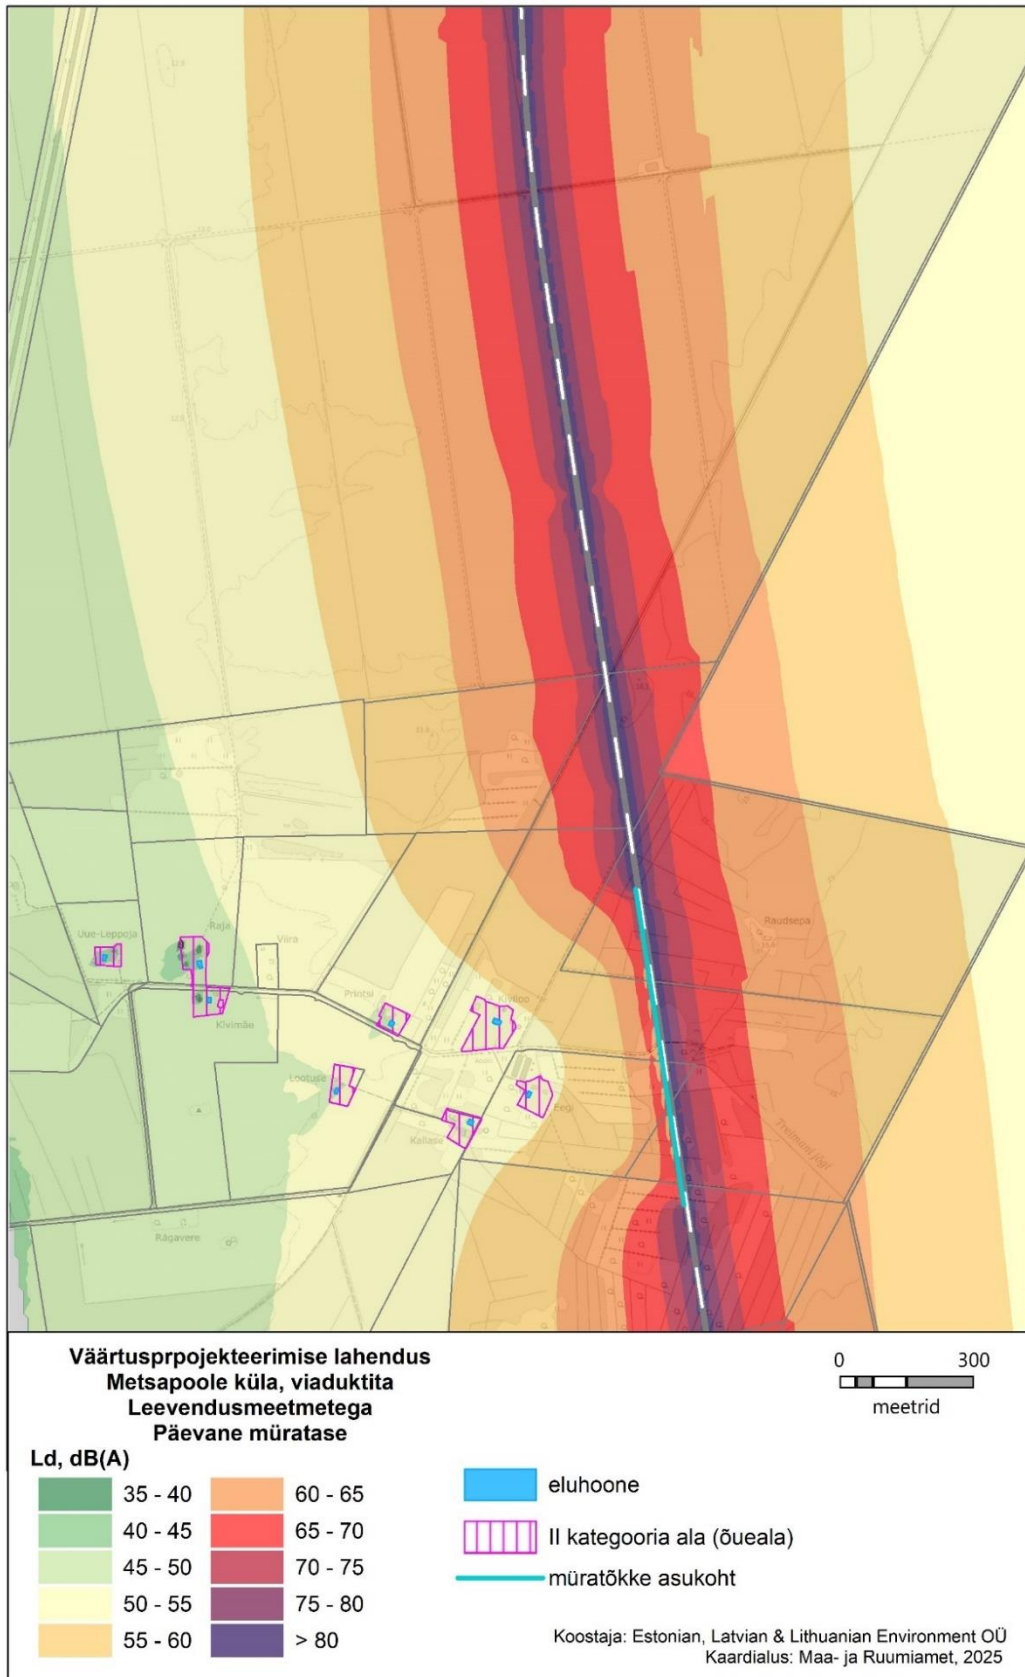 Uue-Leppoja
Raja
Viira
Kivimäe
Printsi
Kiviloo
Lootuse
Kallaste
Eegi
Raudsepa
Treimani jõgi
Rägavere
Väärtusprpojekteerimise lahendus
Metsapoole küla, viaduktita
Leevendusmeetmetega
Päevane müratase
0 300
meetrid
Ld, dB(A)
35 - 40
40 - 45
45 - 50
50 - 55
55 - 60
60 - 65
65 - 70
70 - 75
75 - 80
> 80
eluhoone
II kategooria ala (õueala)
müratõkke asukoht
Koostaja: Estonian, Latvian & Lithuanian Environment OÜ
Kaardialus: Maa- ja Ruumiamet, 2025